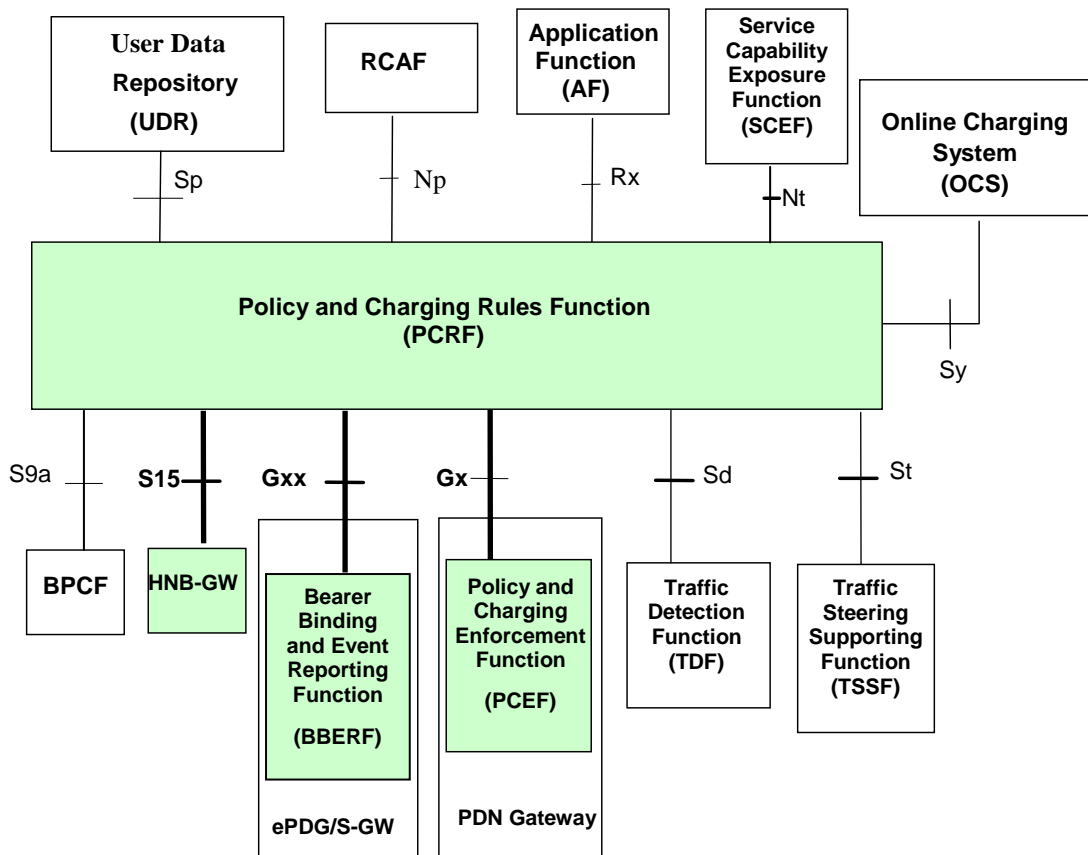 User Data
Repository
(UDR)
RCAF
Application
Function
(AF)
Service
Capability
Exposure
Function
(SCEF)
Online Charging
System
(OCS)
Sp
Np
Rx
Nt
Policy and Charging Rules Function
(PCRF)
Sy
S9a
S15
Gxx
Gx
Sd
St
BPCF
HNB-GW
Bearer
Binding
and Event
Reporting
Function
(BBERF)
ePDG/S-GW
Policy and
Charging
Enforcement
Function
(PCEF)
PDN Gateway
Traffic
Detection
Function
(TDF)
Traffic
Steering
Supporting
Function
(TSSF)